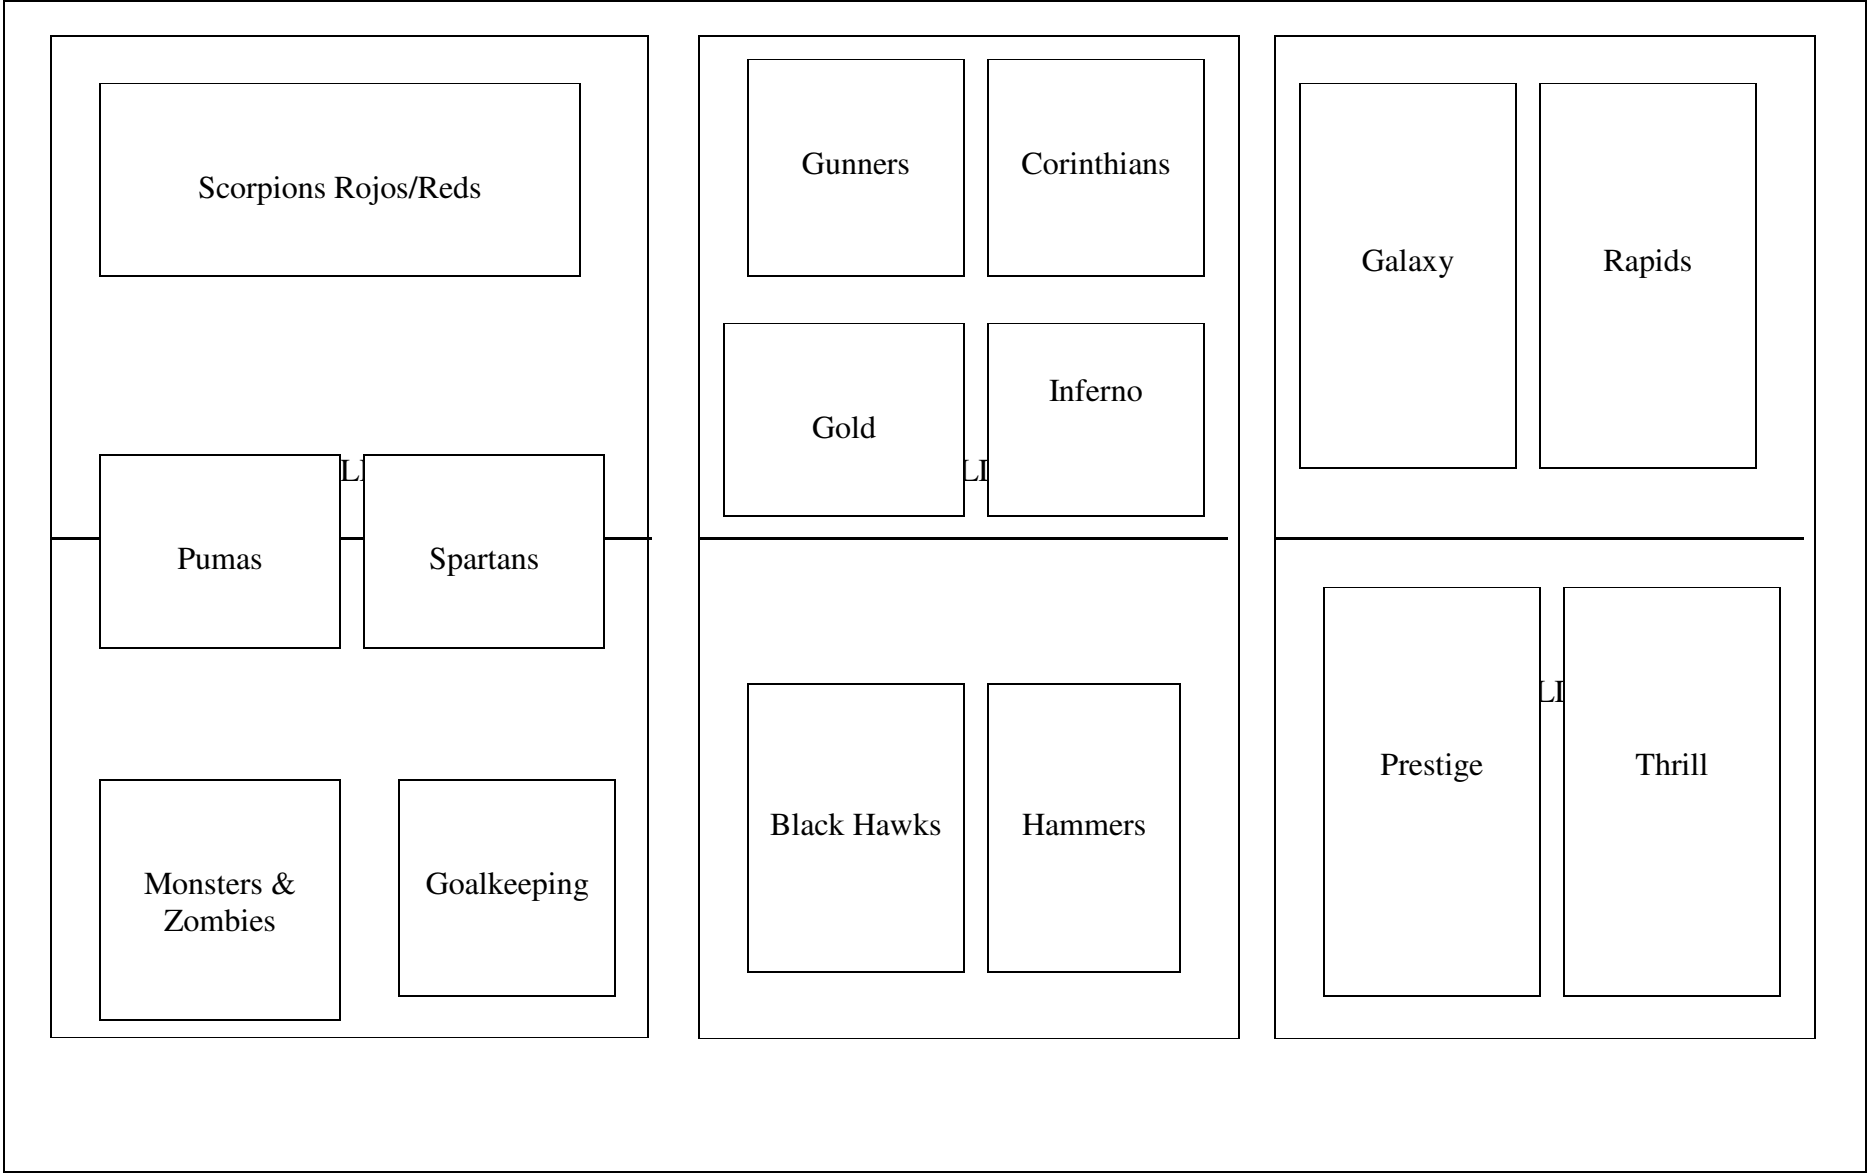 Scorpions Rojos/Reds
Pumas
Spartans
Monsters &
Zombies
Goalkeeping
Gunners
Corinthians
Gold
Inferno
Black Hawks
Hammers
Galaxy
Rapids
Prestige
Thrill